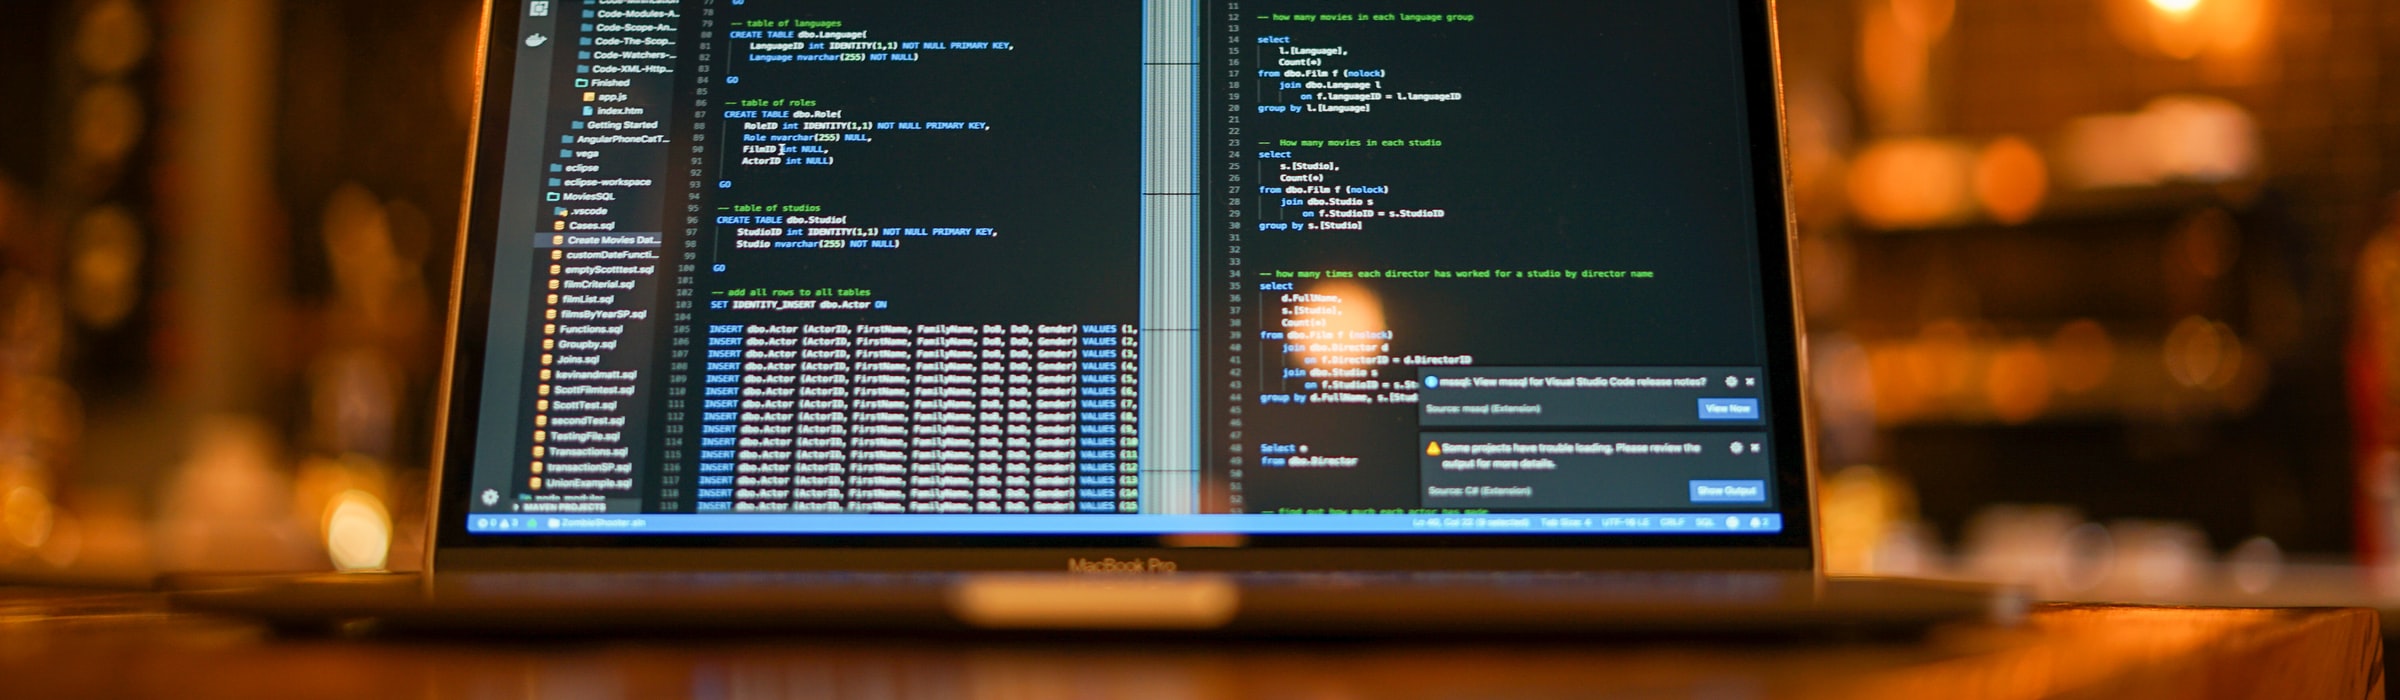 Code-Modules-A...
Code-Scope-An...
Code-The-Scop...
Code-Watchers-...
Code-XML-Http...
Finished
app.js
index.htm
Getting Started
AngularPhoneCatT...
vega
eclipse
eclipse-workspace
MoviesSQL
.vscode
Cases.sql
Create Movies Dat...
customDateFuncti...
emptyScotttest.sql
filmCriterial.sql
filmList.sql
filmsByYearSP.sql
Functions.sql
Groupby.sql
Joins.sql
kevinandmatt.sql
ScottFilmtest.sql
ScottTest.sql
secondTest.sql
TestingFile.sql
Transactions.sql
transactionSP.sql
UnionExample.sql
node_modules
MAVEN PROJECTS
GO
78
79 -- table of languages
80 CREATE TABLE dbo.Language(
81 LanguageID int IDENTITY(1,1) NOT NULL PRIMARY KEY,
82 Language nvarchar(255) NOT NULL)
83
84 GO
85
86 -- table of roles
87 CREATE TABLE dbo.Role(
88 RoleID int IDENTITY(1,1) NOT NULL PRIMARY KEY,
89 Role nvarchar(255) NULL,
90 FilmID int NULL,
91 ActorID int NULL)
92
93 GO
94
95 -- table of studios
96 CREATE TABLE dbo.Studio(
97 StudioID int IDENTITY(1,1) NOT NULL PRIMARY KEY,
98 Studio nvarchar(255) NOT NULL)
99
100 GO
101
102 -- add all rows to all tables
103 SET IDENTITY_INSERT dbo.Actor ON
104
105 INSERT dbo.Actor (ActorID, FirstName, FamilyName, DoB, DoD, Gender) VALUES (1,
106 INSERT dbo.Actor (ActorID, FirstName, FamilyName, DoB, DoD, Gender) VALUES (2,
107 INSERT dbo.Actor (ActorID, FirstName, FamilyName, DoB, DoD, Gender) VALUES (3,
108 INSERT dbo.Actor (ActorID, FirstName, FamilyName, DoB, DoD, Gender) VALUES (4,
109 INSERT dbo.Actor (ActorID, FirstName, FamilyName, DoB, DoD, Gender) VALUES (5,
110 INSERT dbo.Actor (ActorID, FirstName, FamilyName, DoB, DoD, Gender) VALUES (6,
111 INSERT dbo.Actor (ActorID, FirstName, FamilyName, DoB, DoD, Gender) VALUES (7,
112 INSERT dbo.Actor (ActorID, FirstName, FamilyName, DoB, DoD, Gender) VALUES (8,
113 INSERT dbo.Actor (ActorID, FirstName, FamilyName, DoB, DoD, Gender) VALUES (9,
114 INSERT dbo.Actor (ActorID, FirstName, FamilyName, DoB, DoD, Gender) VALUES (10
115 INSERT dbo.Actor (ActorID, FirstName, FamilyName, DoB, DoD, Gender) VALUES (11
116 INSERT dbo.Actor (ActorID, FirstName, FamilyName, DoB, DoD, Gender) VALUES (12
117 INSERT dbo.Actor (ActorID, FirstName, FamilyName, DoB, DoD, Gender) VALUES (13
118 INSERT dbo.Actor (ActorID, FirstName, FamilyName, DoB, DoD, Gender) VALUES (14
119 INSERT dbo.Actor (ActorID, FirstName, FamilyName, DoB, DoD, Gender) VALUES (15
11
12 -- how many movies in each language group
13
14 select
15 l.[Language],
16 Count(*)
17 from dbo.Film f (nolock)
18 join dbo.Language l
19 on f.languageID = l.languageID
20 group by l.[Language]
21
22
23 -- How many movies in each studio
24 select
25 s.[Studio],
26 Count(*)
27 from dbo.Film f (nolock)
28 join dbo.Studio s
29 on f.StudioID = s.StudioID
30 group by s.[Studio]
31
32
33
34 -- how many times each director has worked for a studio by director name
35 select
36 d.FullName,
37 s.[Studio],
38 Count(*)
39 from dbo.Film f (nolock)
40 join dbo.Director d
41 on f.DirectorID = d.DirectorID
42 join dbo.Studio s
43 on f.StudioID = s.St
44 group by d.FullName, s.[Stud
45
46
47
48 Select *
49 from dbo.Director
50
51
52
53 -- find out how much each actor has made
mssql: View mssql for Visual Studio Code release notes?
Source: mssql (Extension)
View Now
Some projects have trouble loading. Please review the
output for more details.
Source: C# (Extension)
Show Output
0 3 ZombieShooter.sln
Ln 40, Col 22 (9 selected) Tab Size: 4 UTF-16 LE CRLF SQL 2
MacBook Pro